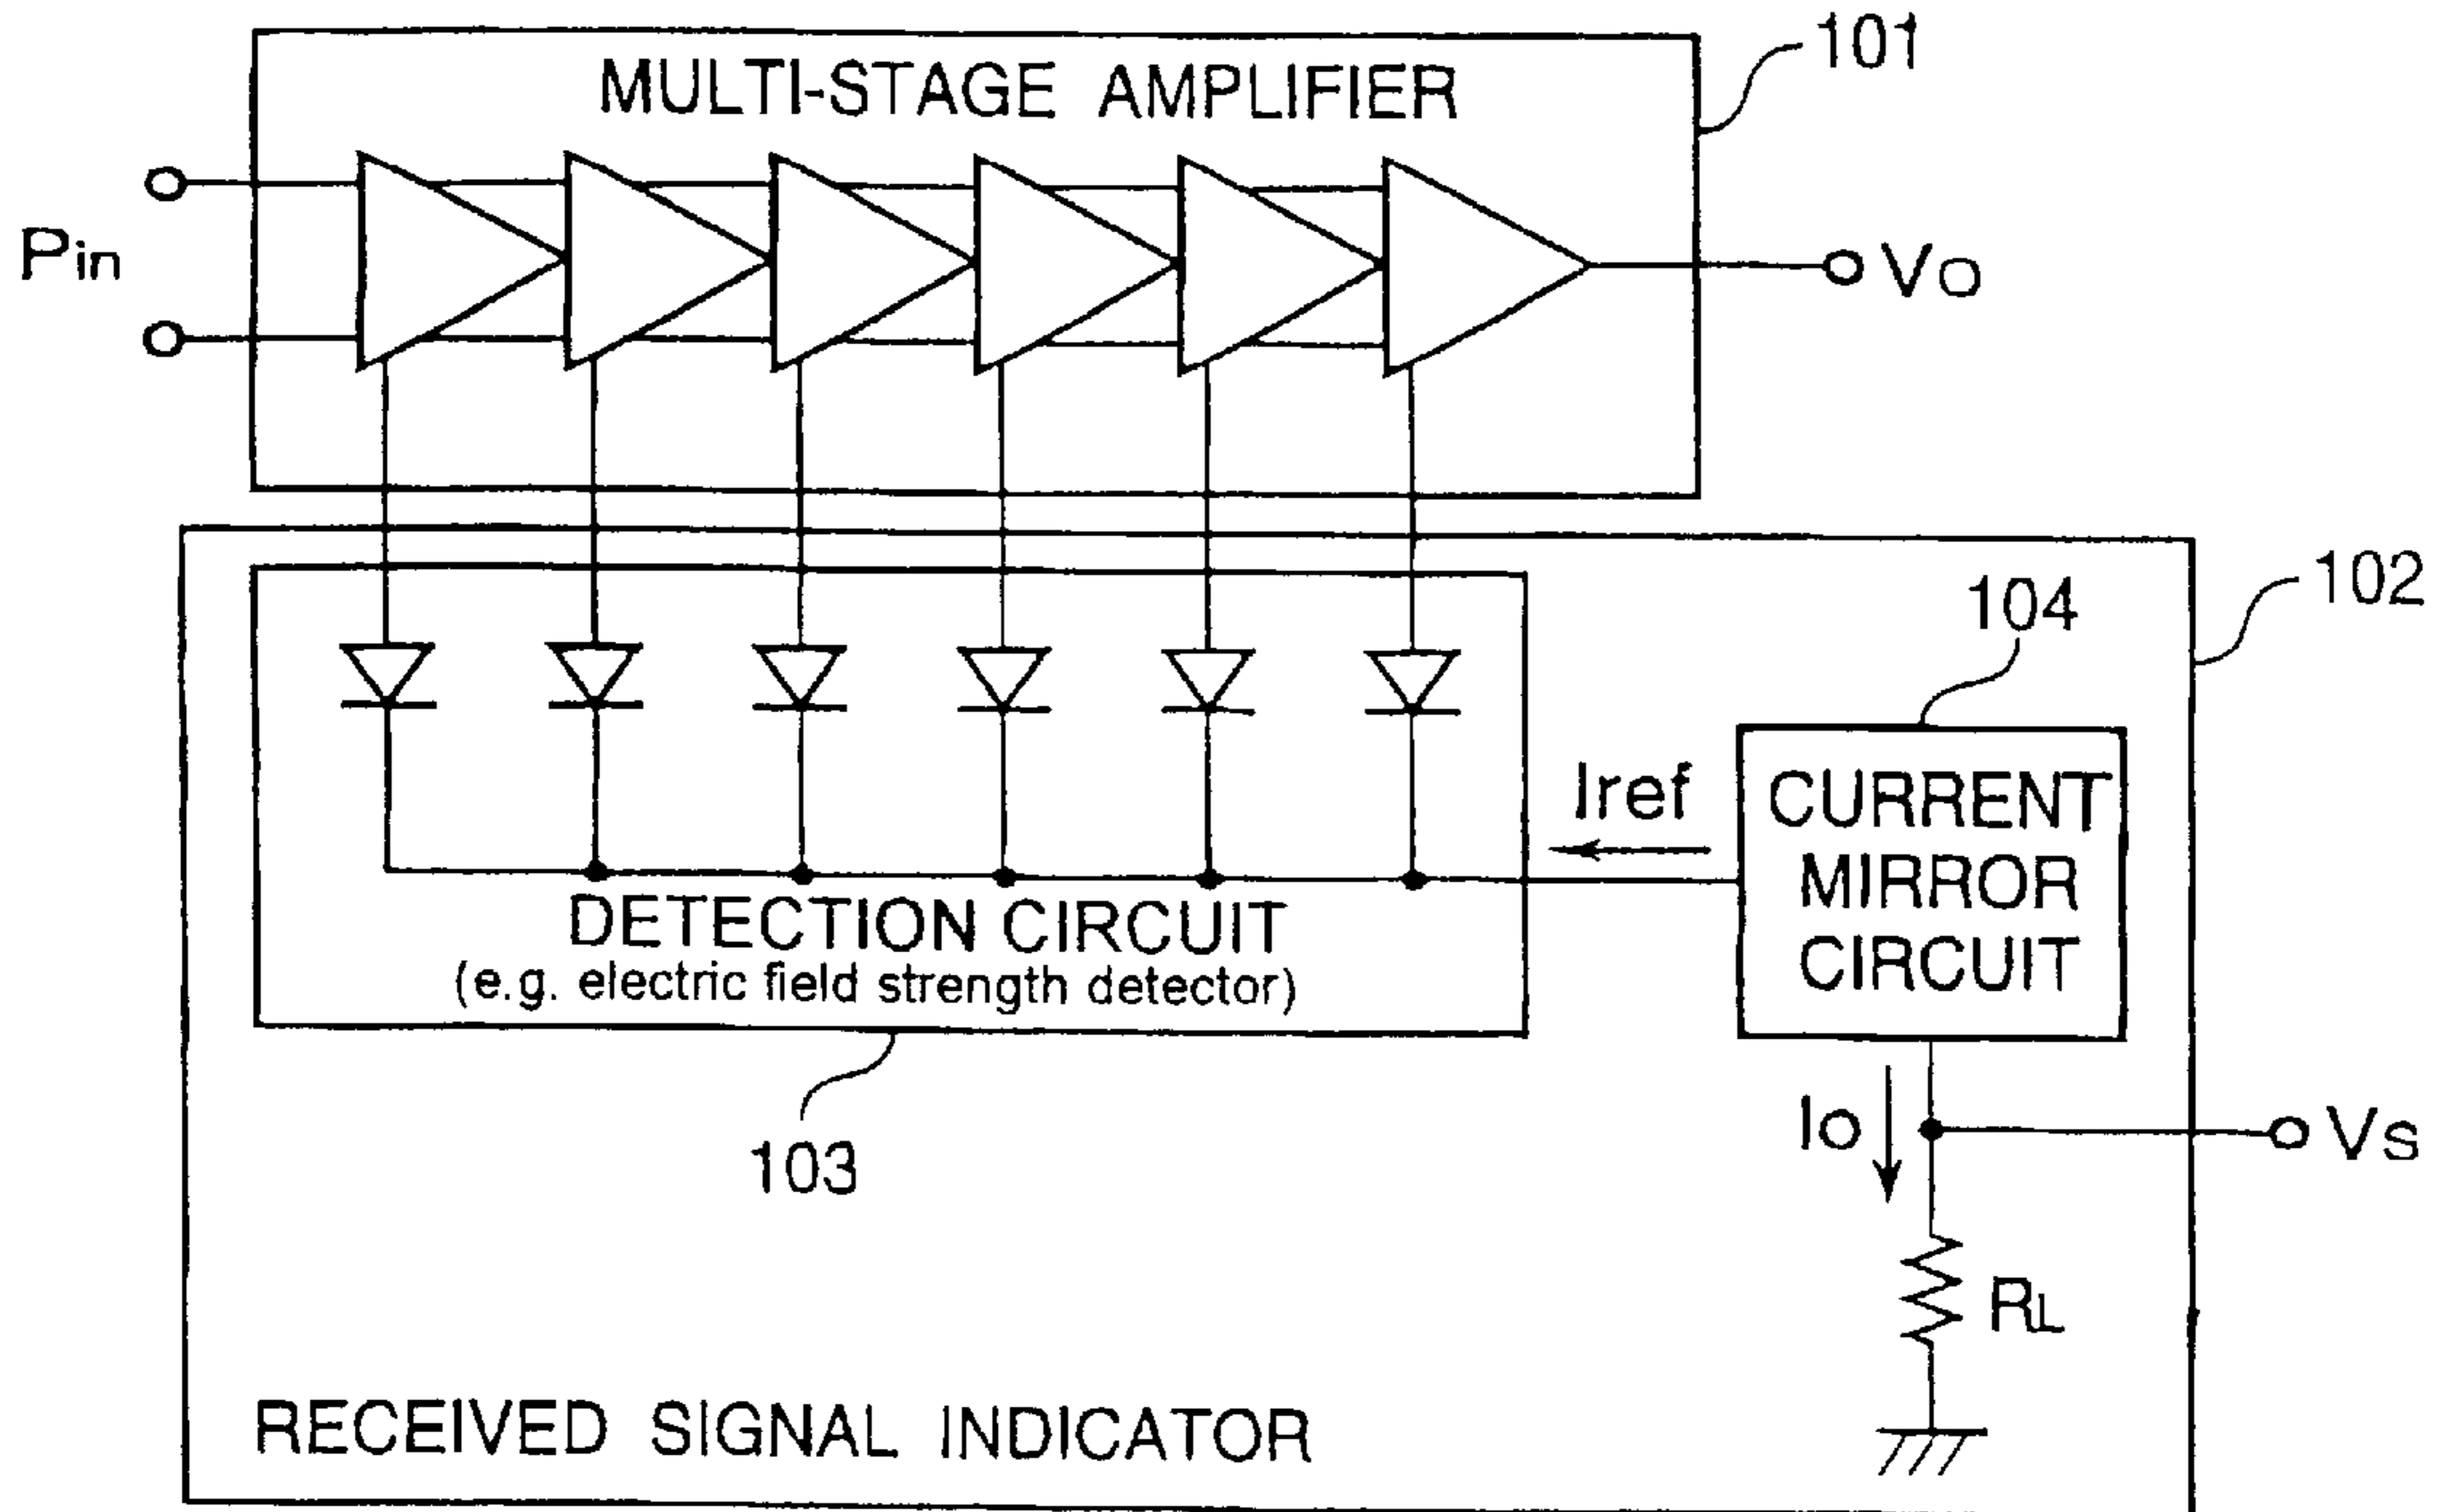 101
MULTI-STAGE AMPLIFIER
Pin
Vo
102
104
Iref
CURRENT
MIRROR
CIRCUIT
DETECTION CIRCUIT
(e.g. electric field strength detector)
103
Io
Vs
RL
RECEIVED SIGNAL INDICATOR